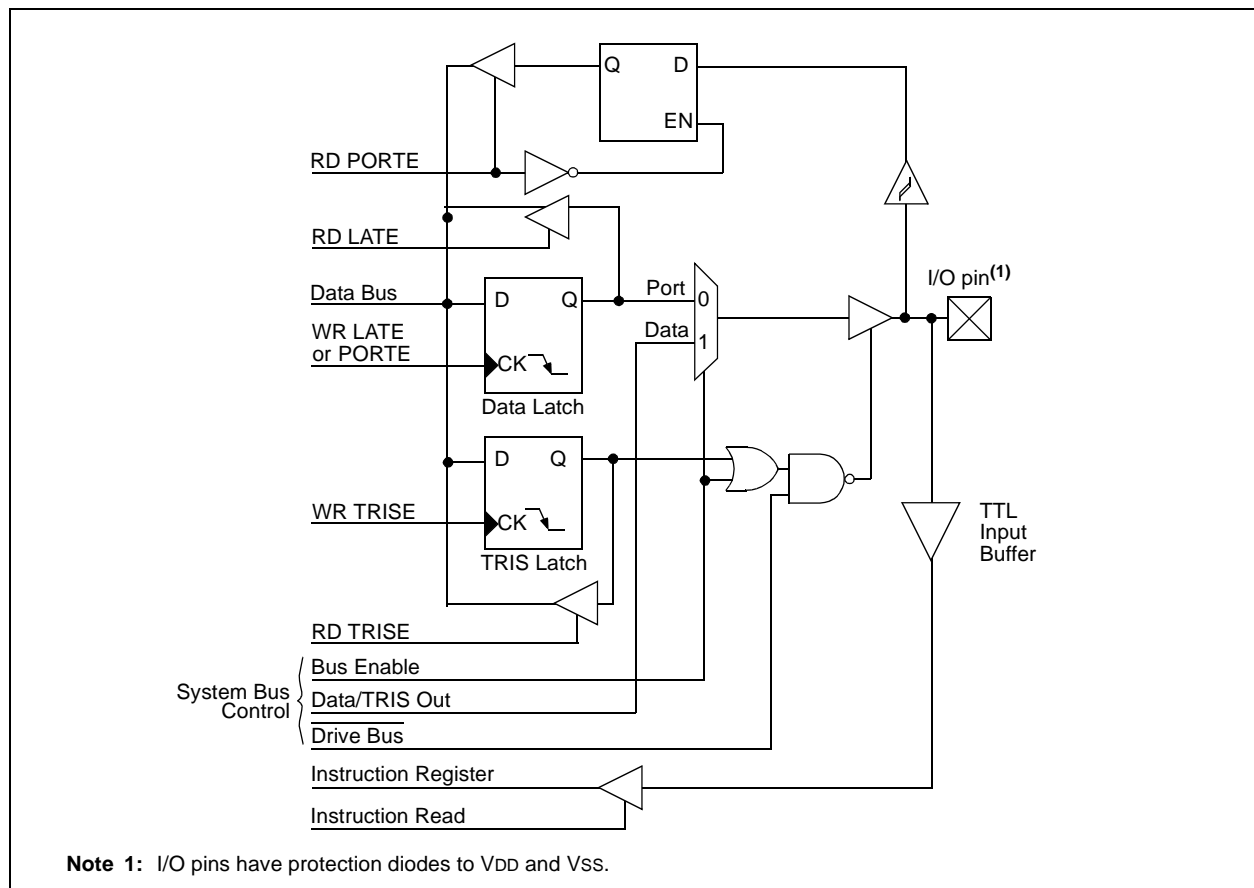 Q D
EN
RD PORTE
RD LATE
Data Bus
WR LATE
or PORTE
D Q
CK
Data Latch
Port
0
Data
1
I/O pin(1)
D Q
CK
TRIS Latch
WR TRISE
TTL
Input
Buffer
RD TRISE
System Bus
Control
Bus Enable
Data/TRIS Out
Drive Bus
Instruction Register
Instruction Read
Note 1: I/O pins have protection diodes to VDD and VSS.